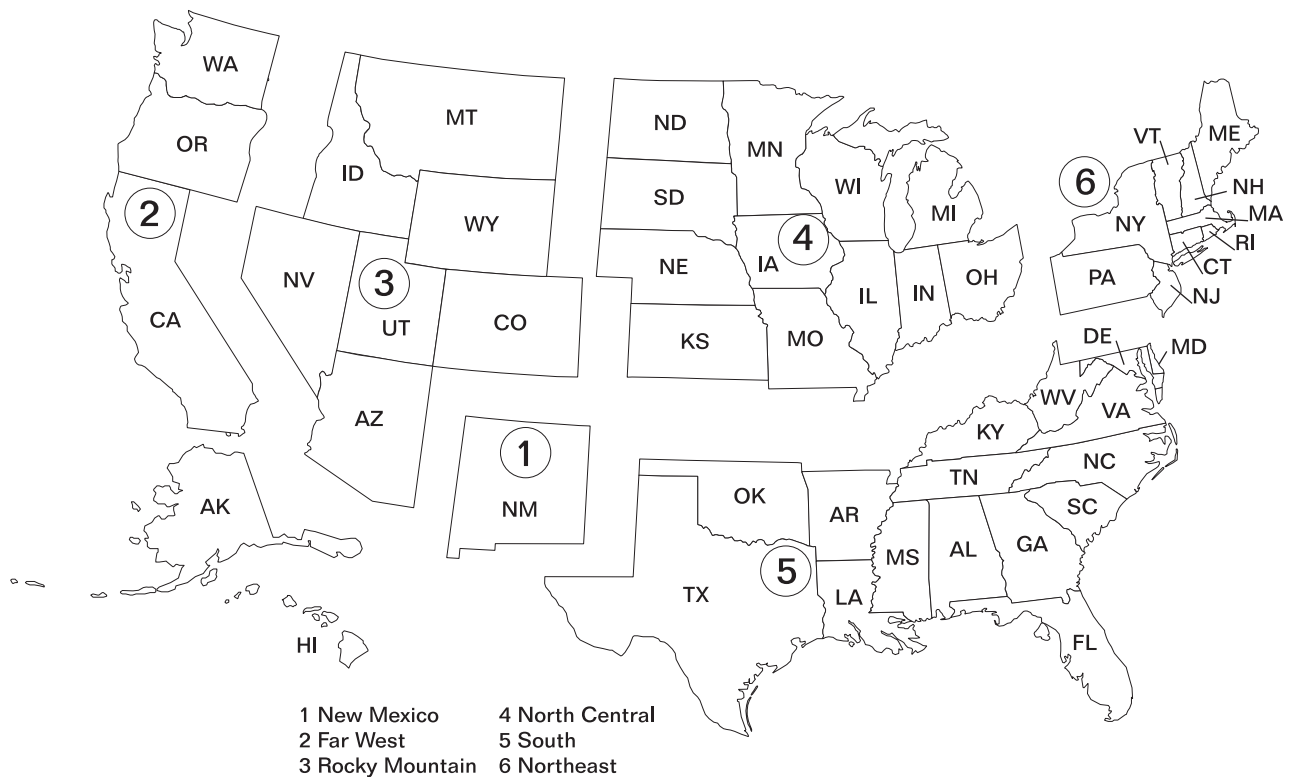 WA
OR
2
CA
AK
HI
MT
ID
WY
NV
3
UT
CO
AZ
1
NM
ND
MN
SD
WI
MI
4
IA
NE
IL
IN
OH
KS
MO
OK
AR
5
TX
LA
MS
AL
GA
FL
TN
KY
NC
SC
WV
VA
DE
MD
6
VT
ME
NH
NY
MA
RI
CT
PA
NJ
1 New Mexico
2 Far West
3 Rocky Mountain
4 North Central
5 South
6 Northeast